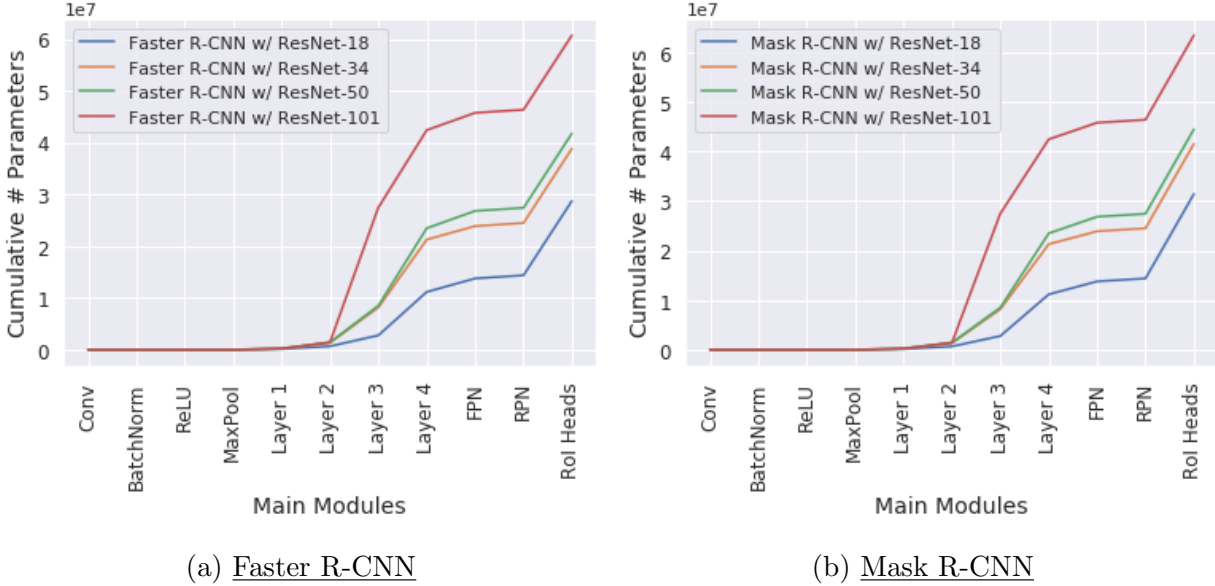 1e7
6
5
4
3
2
1
0
Cumulative # Parameters
Faster R-CNN w/ ResNet-18
Faster R-CNN w/ ResNet-34
Faster R-CNN w/ ResNet-50
Faster R-CNN w/ ResNet-101
Conv
BatchNorm
ReLU
MaxPool
Layer 1
Layer 2
Layer 3
Layer 4
FPN
RPN
RoI Heads
Main Modules
(a) Faster R-CNN
1e7
6
5
4
3
2
1
0
Cumulative # Parameters
Mask R-CNN w/ ResNet-18
Mask R-CNN w/ ResNet-34
Mask R-CNN w/ ResNet-50
Mask R-CNN w/ ResNet-101
Conv
BatchNorm
ReLU
MaxPool
Layer 1
Layer 2
Layer 3
Layer 4
FPN
RPN
RoI Heads
Main Modules
(b) Mask R-CNN